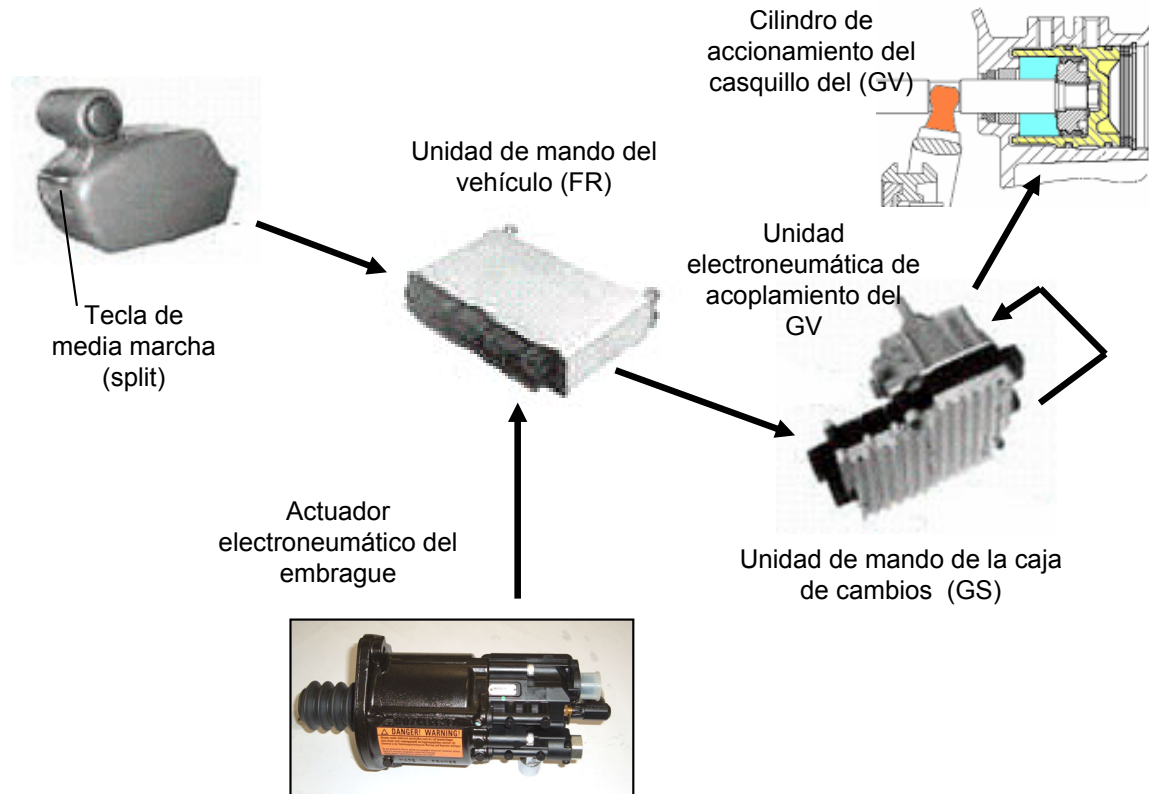 Cilindro de
accionamiento del
casquillo del (GV)
Unidad de mando del
vehículo (FR)
Unidad
electroneumática de
acoplamiento del
GV
Tecla de
media marcha
(split)
Actuador
electroneumático del
embrague
Unidad de mando de la caja
de cambios (GS)
DANGER! WARNING!